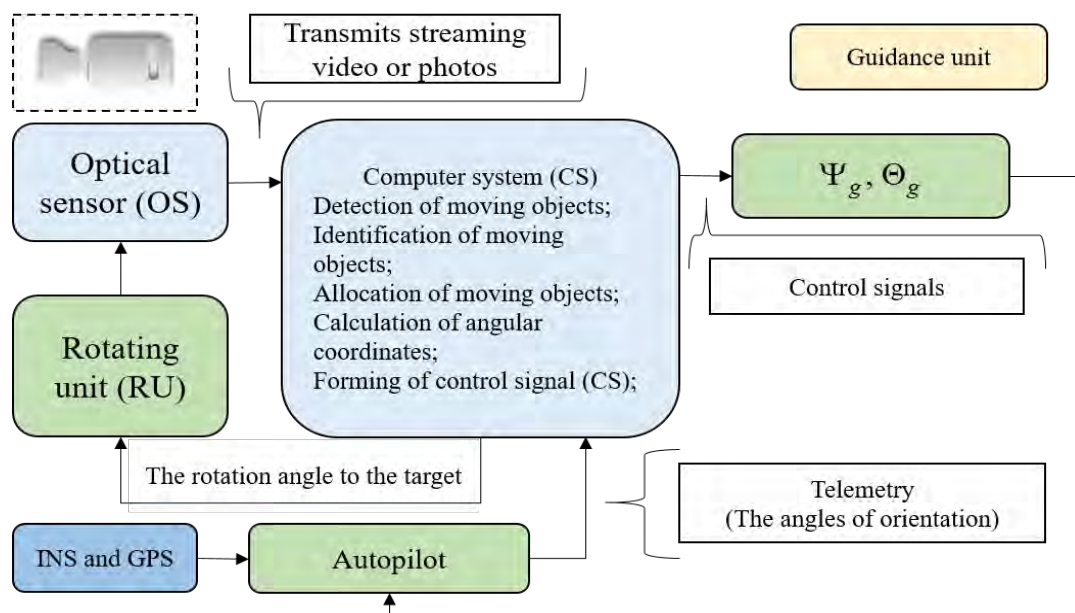 Transmits streaming
video or photos
Guidance unit
Optical
sensor (OS)
Computer system (CS)
Detection of moving objects;
Identification of moving
objects;
Allocation of moving objects;
Calculation of angular
coordinates;
Forming of control signal (CS);
Ψg, Θg
Control signals
Rotating
unit (RU)
The rotation angle to the target
Telemetry
(The angles of orientation)
INS and GPS
Autopilot